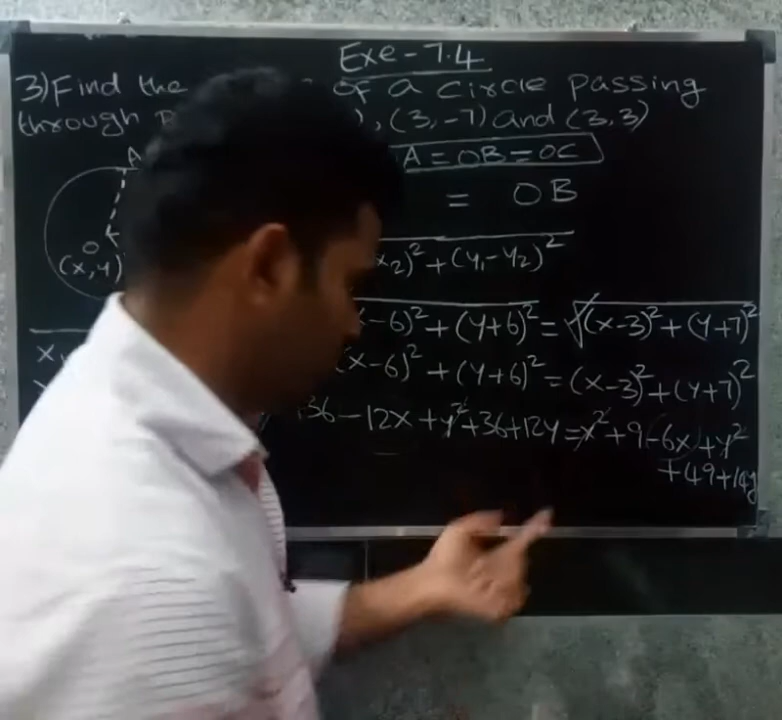 Exe-7.4
3) Find the of a circle passing
through ), (3,-7) and (3,3)
A = OB = OC
= OB
A
O
(x,y)
x₂)² + (y₁-y₂)²
x-6)² + (y+6)² = √(x-3)² + (y+7)²
(x-6)² + (y+6)² = (x-3)² + (y+7)²
36 - 12x + y² + 36 + 12y = x² + 9 - 6x + y²
+ 49 + 14y